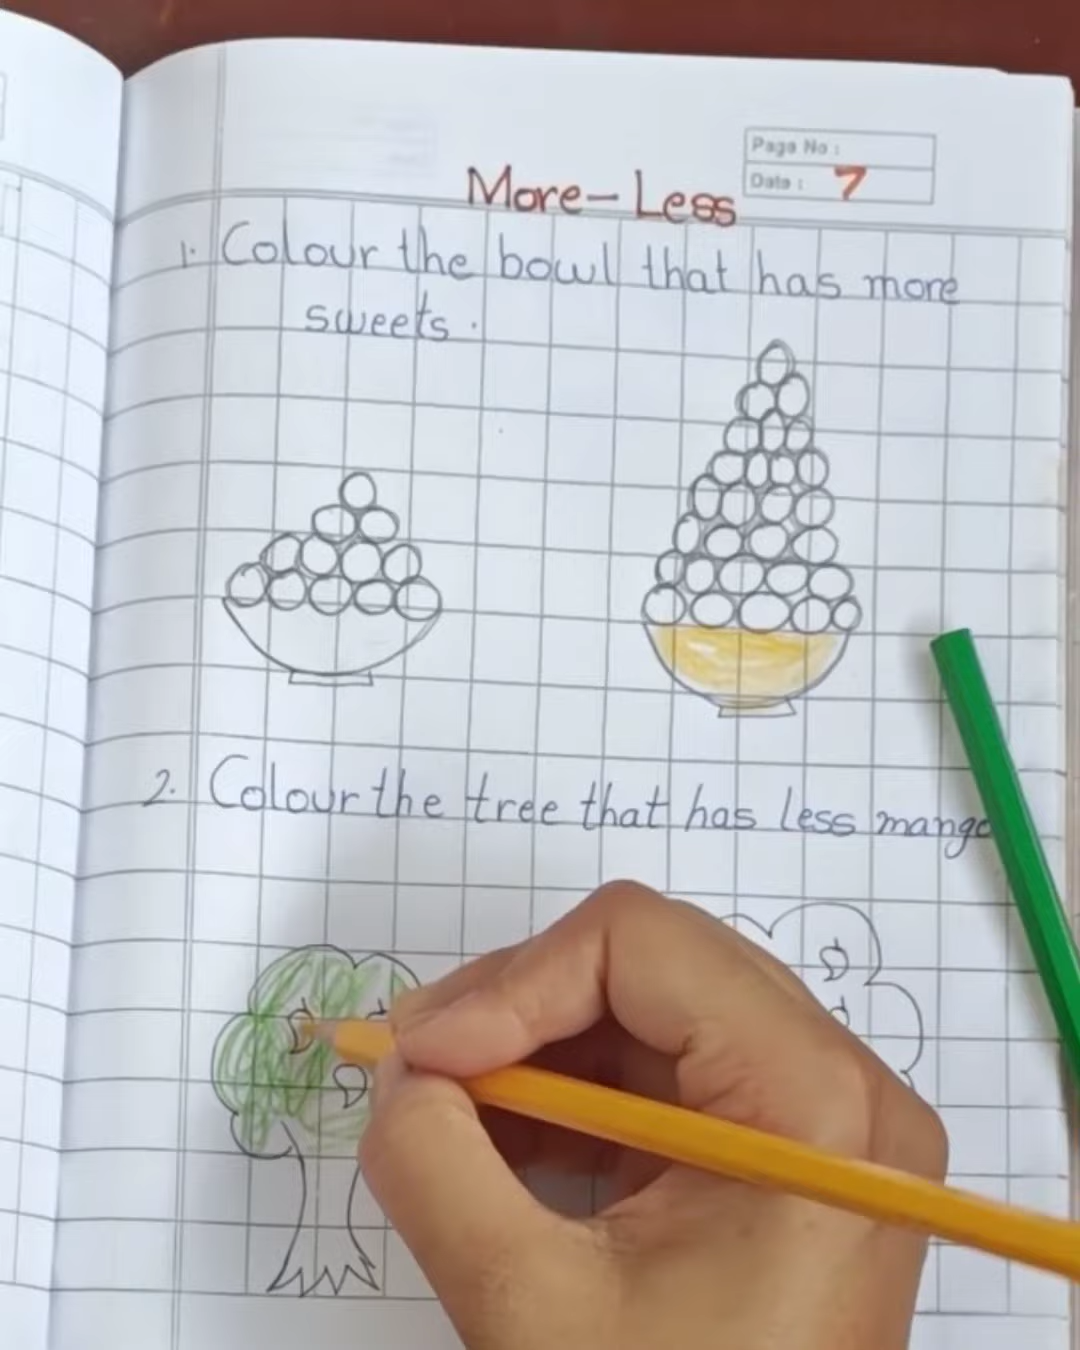 Page No :
Date : 7
More-Less
1. Colour the bowl that has more
sweets.
2. Colour the tree that has less mango